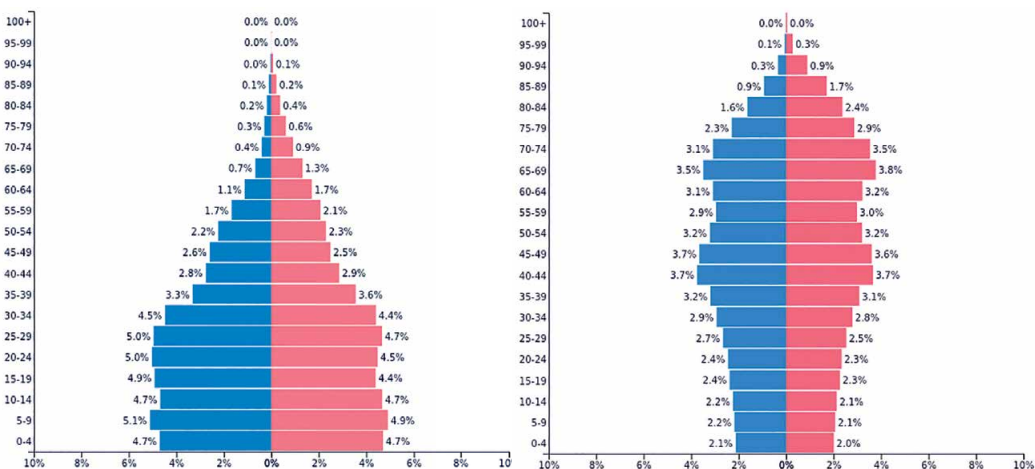 100+ 0.0% 0.0%
95-99 0.0% 0.0%
90-94 0.0% 0.1%
85-89 0.1% 0.2%
80-84 0.2% 0.4%
75-79 0.3% 0.6%
70-74 0.4% 0.9%
65-69 0.7% 1.3%
60-64 1.1% 1.7%
55-59 1.7% 2.1%
50-54 2.2% 2.3%
45-49 2.6% 2.5%
40-44 2.8% 2.9%
35-39 3.3% 3.6%
30-34 4.5% 4.4%
25-29 5.0% 4.7%
20-24 5.0% 4.5%
15-19 4.9% 4.4%
10-14 4.7% 4.7%
5-9 5.1% 4.9%
0-4 4.7% 4.7%
10% 8% 6% 4% 2% 0% 2% 4% 6% 8% 10
100+ 0.0% 0.0%
95-99 0.1% 0.3%
90-94 0.3% 0.9%
85-89 0.9% 1.7%
80-84 1.6% 2.4%
75-79 2.3% 2.9%
70-74 3.1% 3.5%
65-69 3.5% 3.8%
60-64 3.1% 3.2%
55-59 2.9% 3.0%
50-54 3.2% 3.2%
45-49 3.7% 3.6%
40-44 3.7% 3.7%
35-39 3.2% 3.1%
30-34 2.9% 2.8%
25-29 2.7% 2.5%
20-24 2.4% 2.3%
15-19 2.4% 2.3%
10-14 2.2% 2.1%
5-9 2.2% 2.1%
0-4 2.1% 2.0%
10% 8% 6% 4% 2% 0% 2% 4% 6% 8% 10%